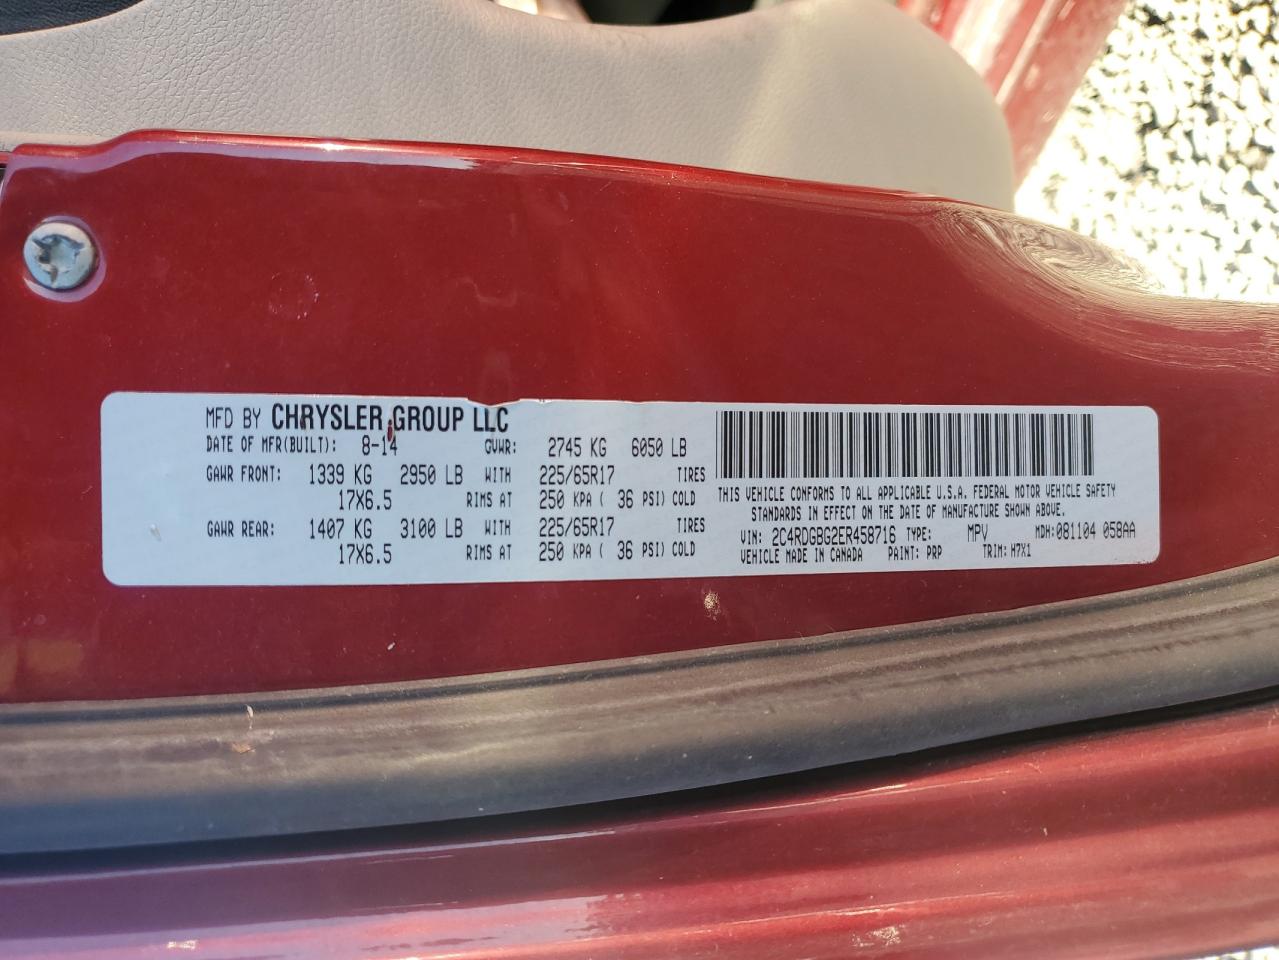 MFD BY CHRYSLER GROUP LLC
DATE OF MFR(BUILT): 8-14 GVWR: 2745 KG 6050 LB
GAWR FRONT: 1339 KG 2950 LB WITH 225/65R17 TIRES
17X6.5 RIMS AT 250 KPA ( 36 PSI) COLD
GAWR REAR: 1407 KG 3100 LB WITH 225/65R17 TIRES
17X6.5 RIMS AT 250 KPA ( 36 PSI) COLD
THIS VEHICLE CONFORMS TO ALL APPLICABLE U.S.A. FEDERAL MOTOR VEHICLE SAFETY
STANDARDS IN EFFECT ON THE DATE OF MANUFACTURE SHOWN ABOVE.
VIN: 2C4RDGBG2ER458716 TYPE: MPV MDH:081104 058AA
VEHICLE MADE IN CANADA PAINT: PRP TRIM: H7X1